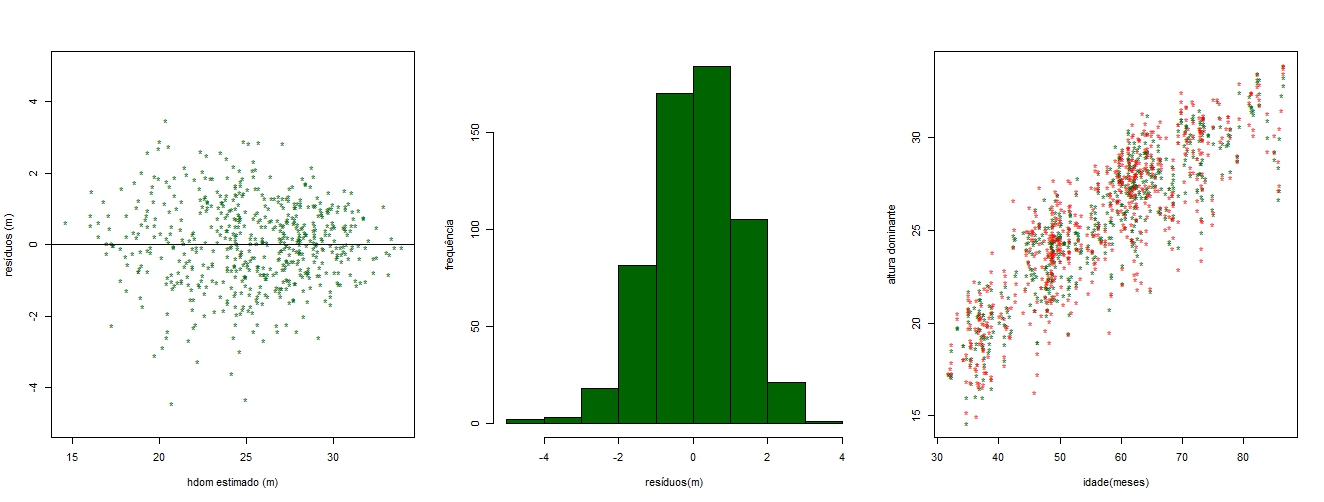 4
2
0
-2
-4
resíduos (m)
15 20 25 30
hdom estimado (m)
150
100
50
0
frequência
-4 -2 0 2 4
resíduos(m)
30
25
20
15
altura dominante
30 40 50 60 70 80
idade(meses)